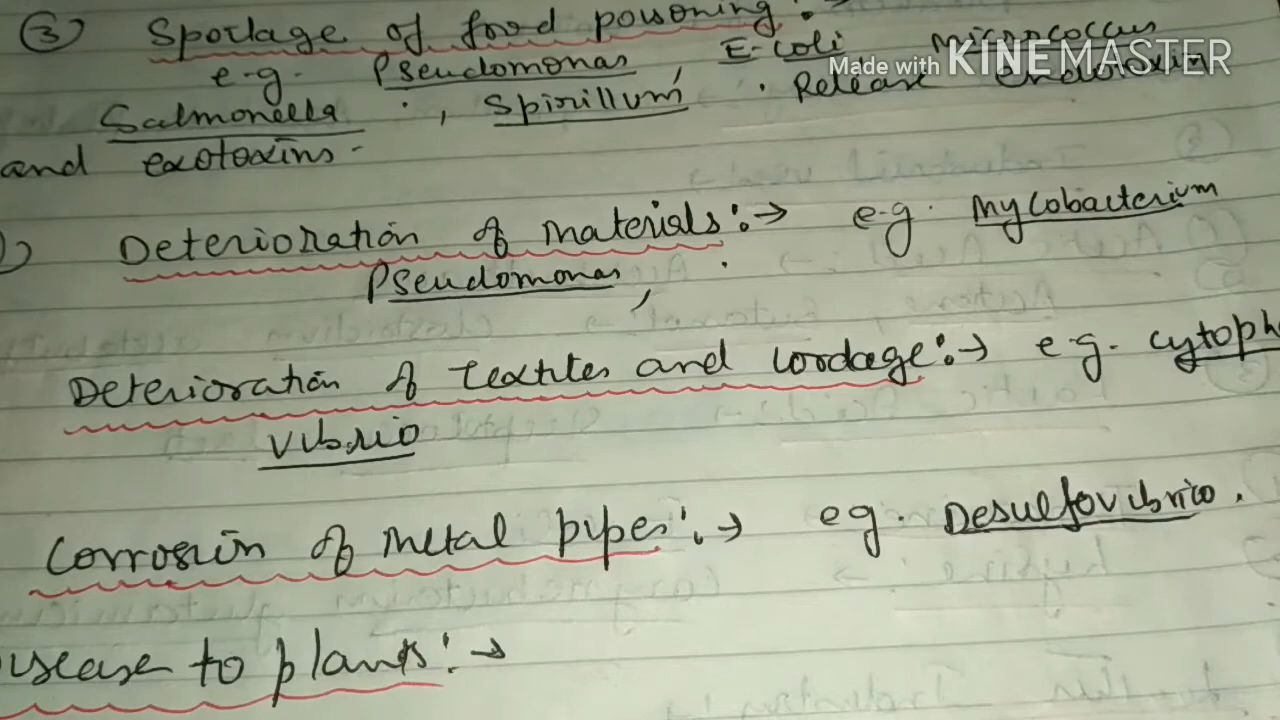 ③ Spoilage of food poisoning :→
e.g. Pseudomonas, E-coli Micrococcus
Made with KINEMASTER
Salmonella , Spirillum . Release endotoxin
and exotoxins.
Deterioration of materials :→ e.g. Mycobacterium
Pseudomonas ,
Deterioration of textiles and cordage :→ e.g. cytoph
vibrio
Corrosion of metal pipes :→ eg. Desulfovibrio.
isease to plants :→